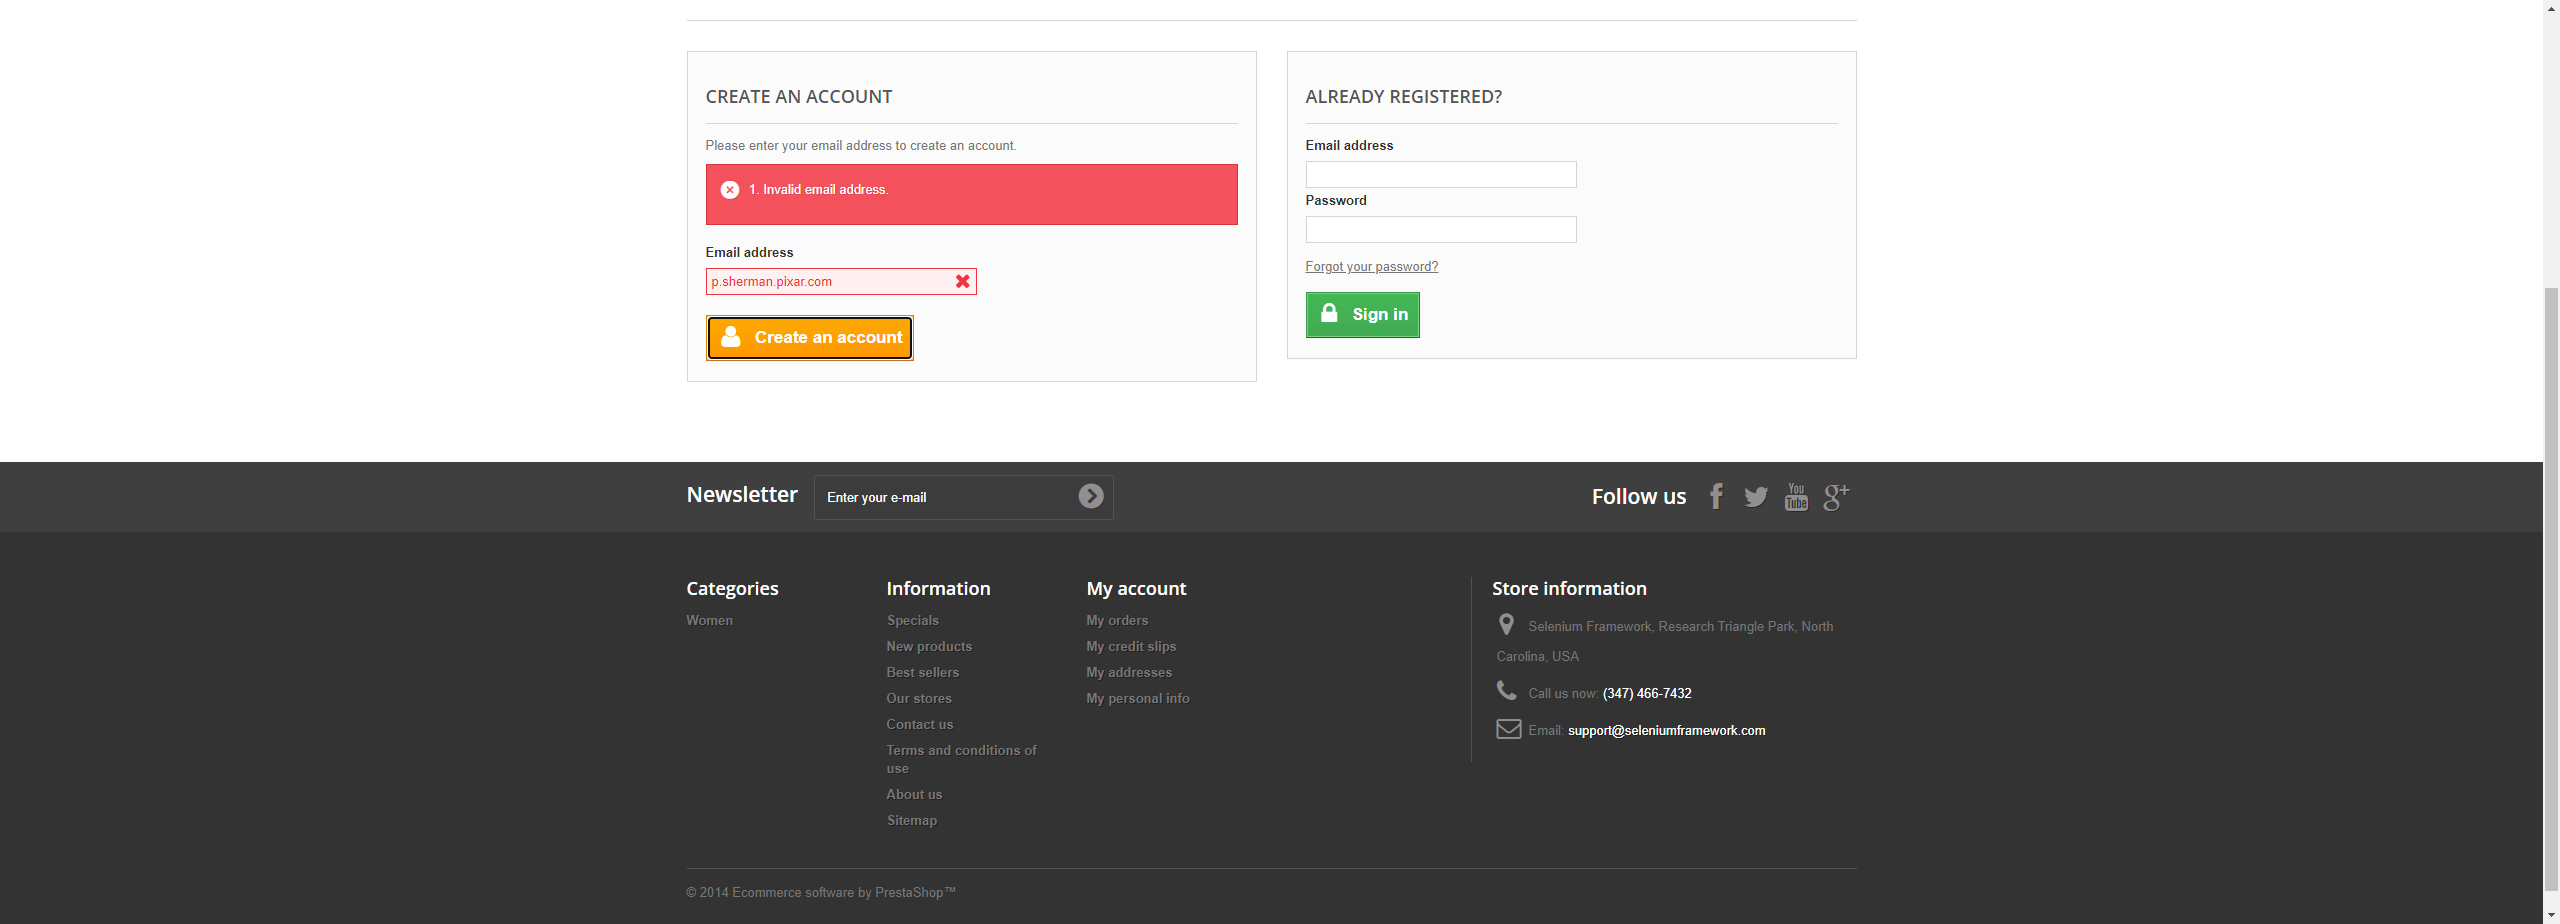 CREATE AN ACCOUNT
Please enter your email address to create an account.
1. Invalid email address.
Email address
p.sherman.pixar.com
Create an account
ALREADY REGISTERED?
Email address
Password
Forgot your password?
Sign in
Newsletter
Enter your e-mail
Follow us
You
Tube
g+
Categories
Women
Information
Specials
New products
Best sellers
Our stores
Contact us
Terms and conditions of
use
About us
Sitemap
My account
My orders
My credit slips
My addresses
My personal info
Store information
Selenium Framework, Research Triangle Park, North
Carolina, USA
Call us now: (347) 466-7432
Email: support@seleniumframework.com
© 2014 Ecommerce software by PrestaShop™